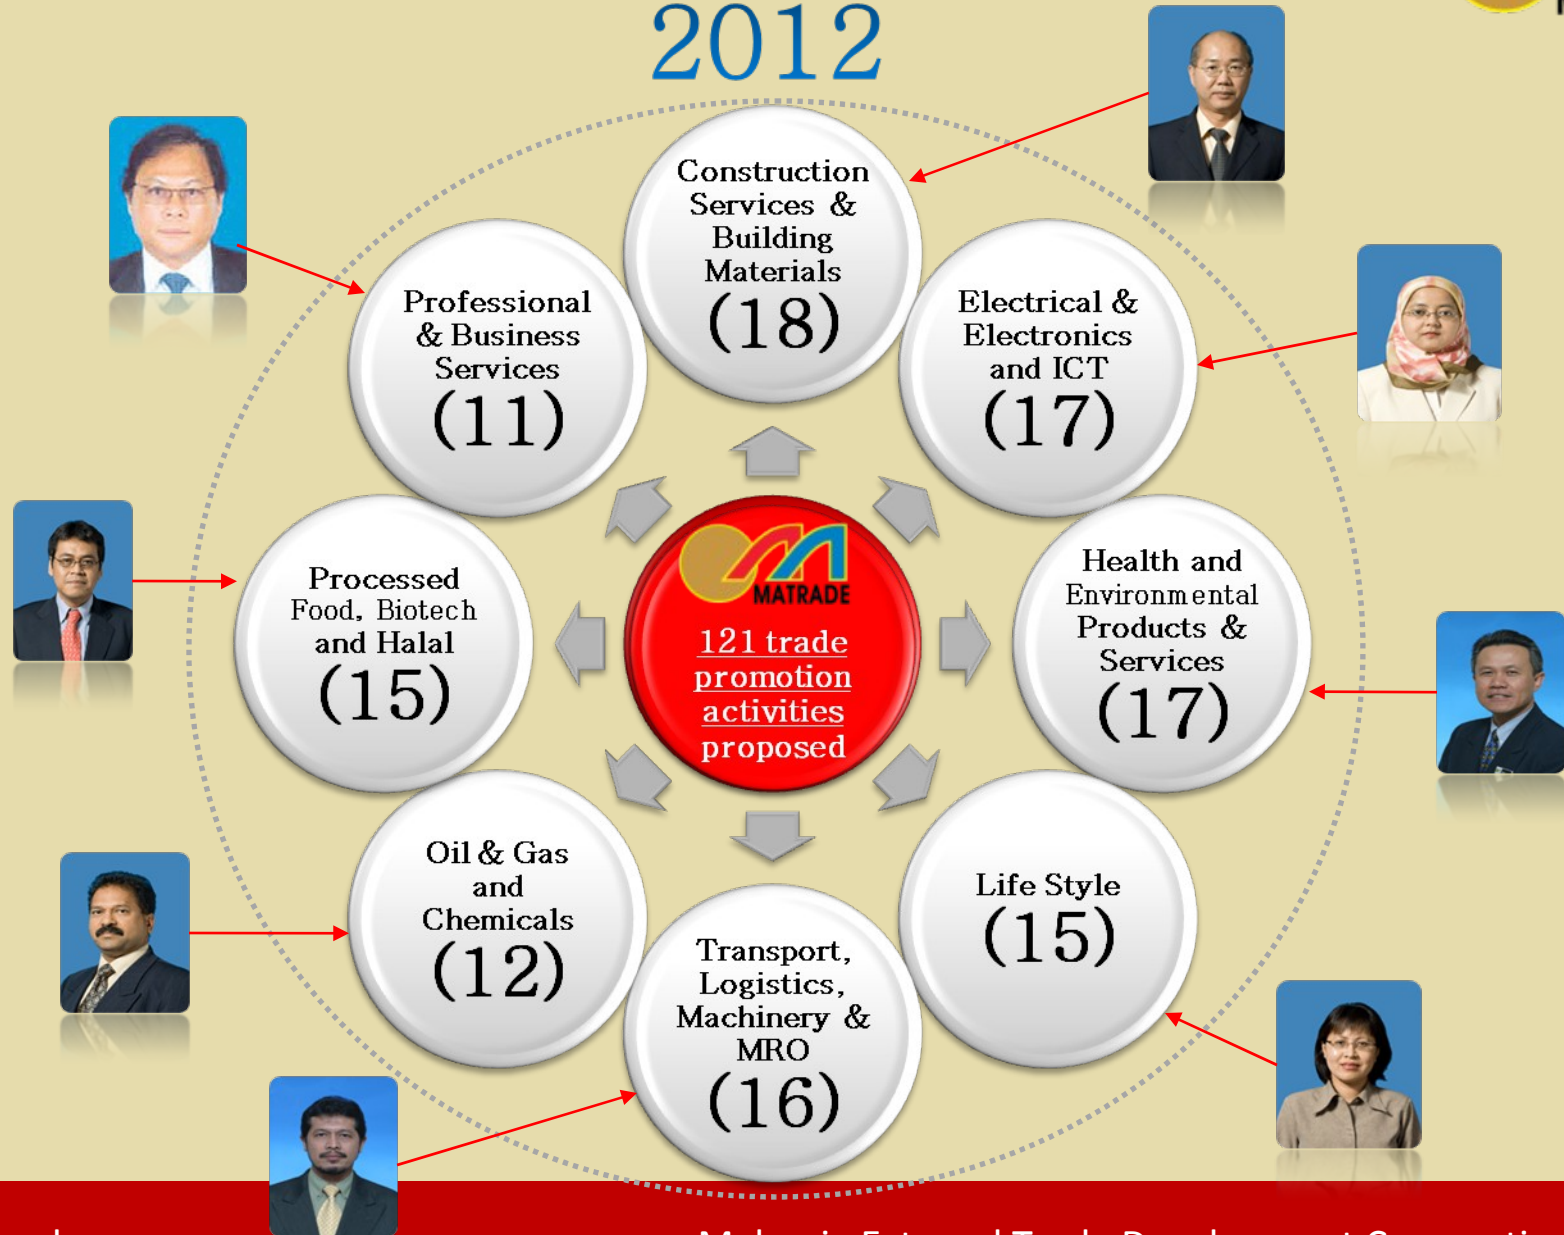 2012
Construction
Services &
Building
Materials
(18)
Electrical &
Electronics
and ICT
(17)
Health and
Environmental
Products &
Services
(17)
Life Style
(15)
Transport,
Logistics,
Machinery &
MRO
(16)
Oil & Gas
and
Chemicals
(12)
Processed
Food, Biotech
and Halal
(15)
Professional
& Business
Services
(11)
MATRADE
121 trade
promotion
activities
proposed